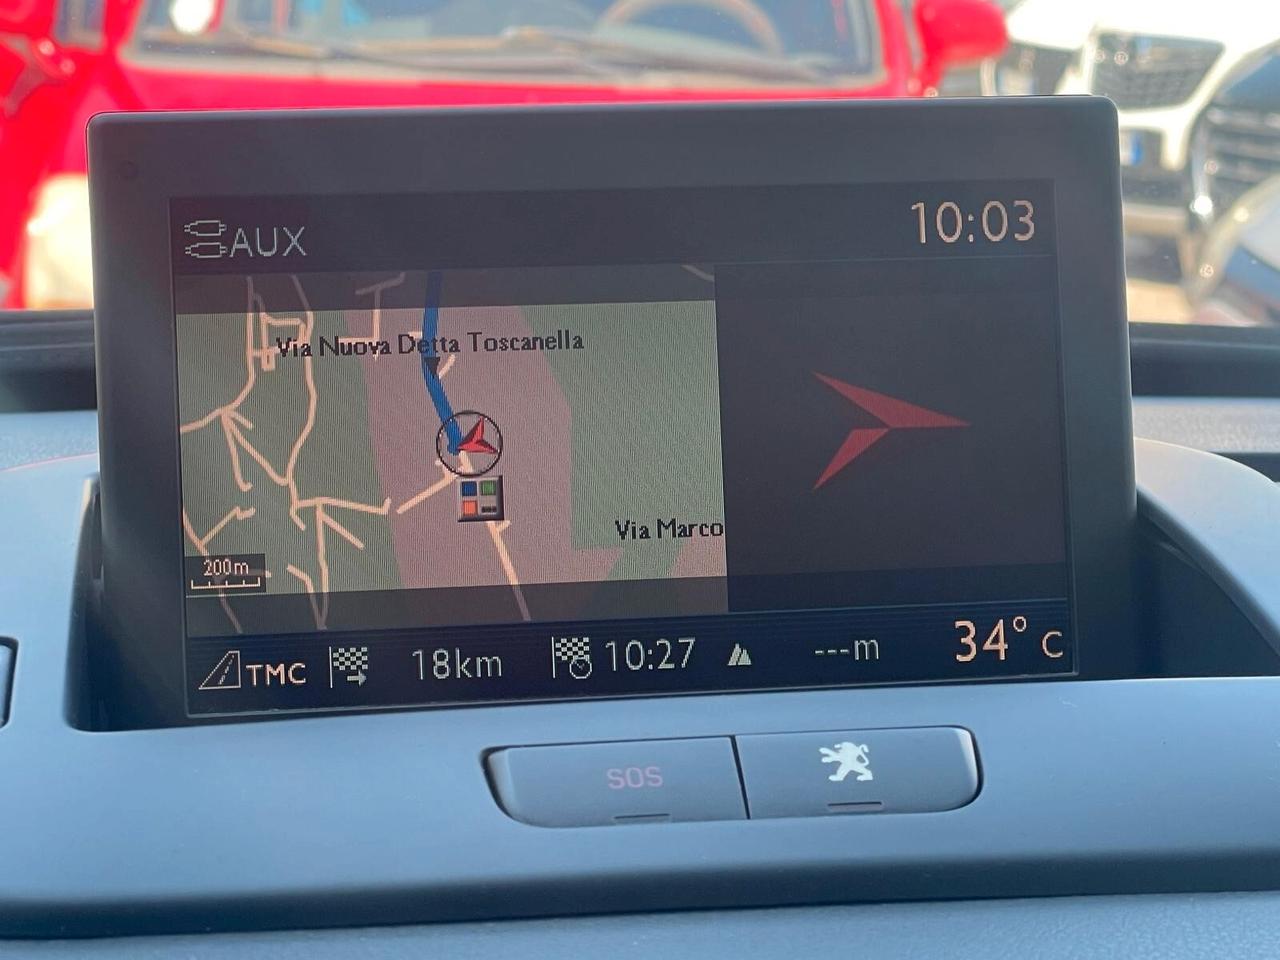 AUX
10:03
Via Nuova Detta Toscanella
Via Marco
200m
TMC
18km
10:27
---m
34° C
SOS